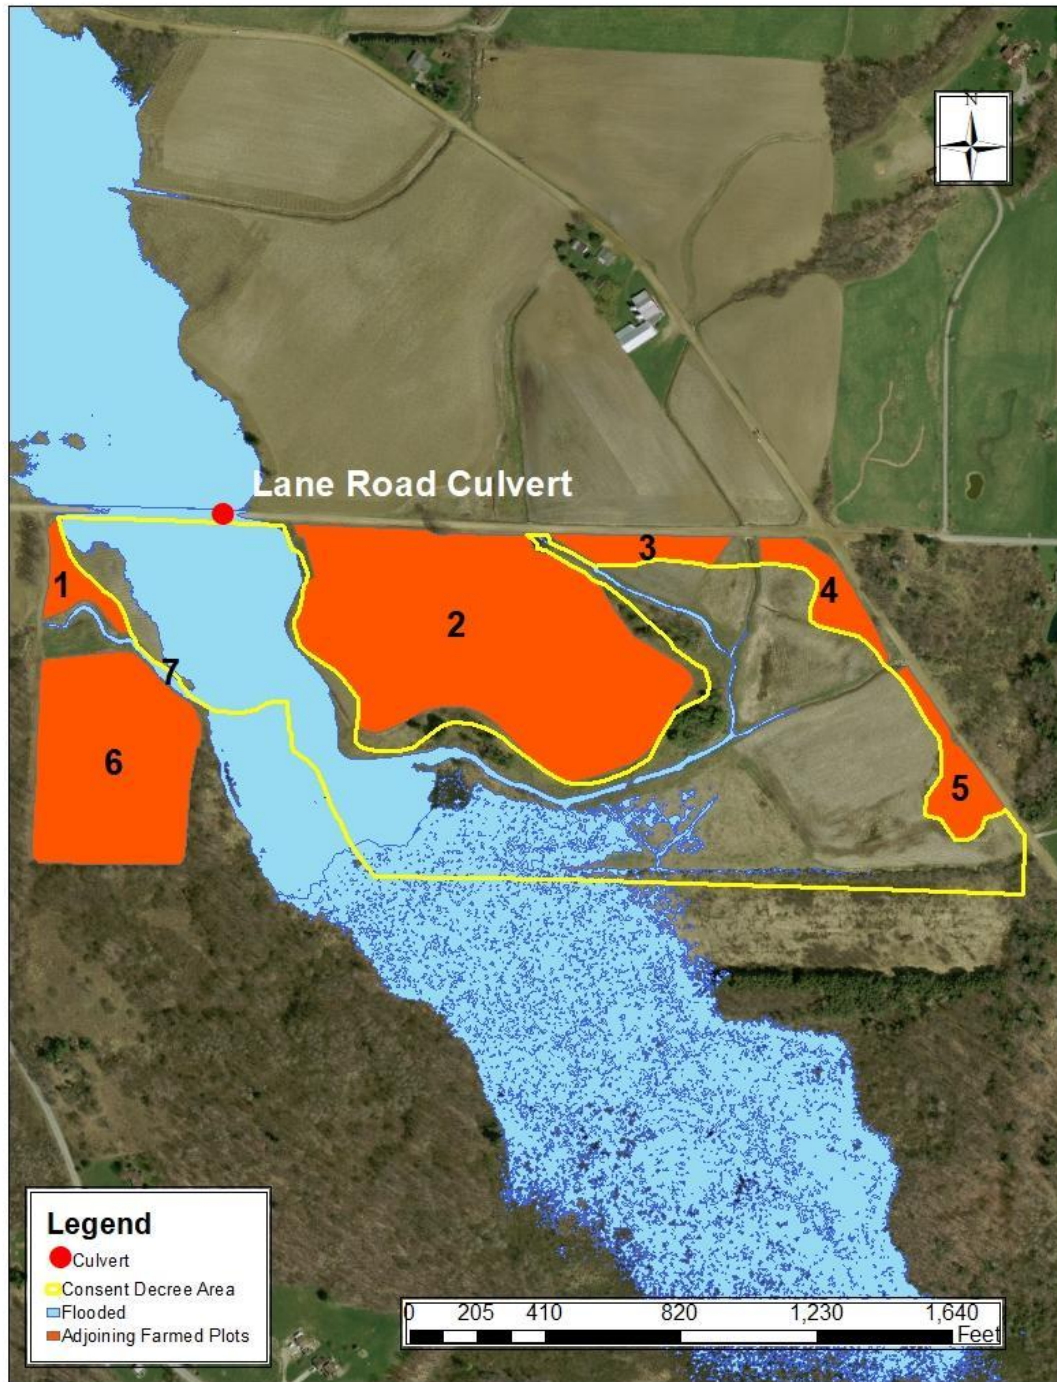 N
Lane Road Culvert
1
2
3
4
5
6
7
Legend
Culvert
Consent Decree Area
Flooded
Adjoining Farmed Plots
0 205 410 820 1,230 1,640
Feet